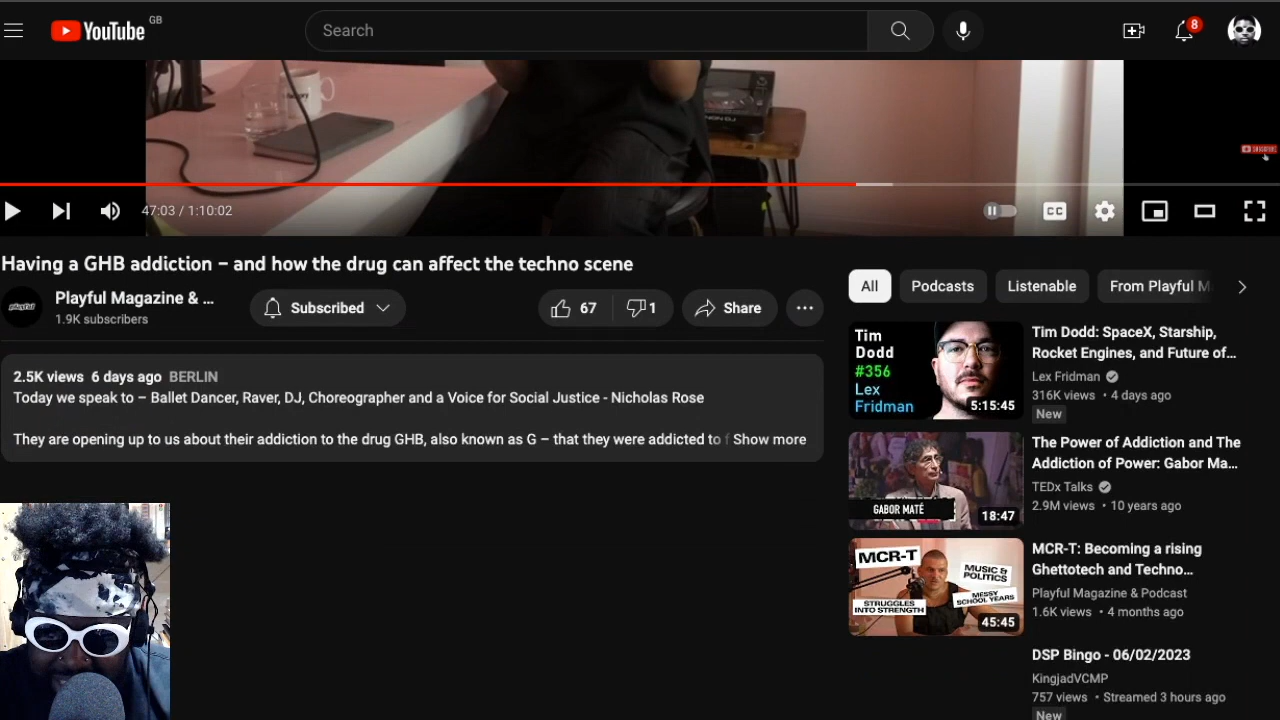 YouTube GB
Search
8
SUBSCRIBE
47:03 / 1:10:02
CC
Having a GHB addiction – and how the drug can affect the techno scene
Playful Magazine & ...
1.9K subscribers
Subscribed
67
1
Share
2.5K views 6 days ago BERLIN
Today we speak to – Ballet Dancer, Raver, DJ, Choreographer and a Voice for Social Justice - Nicholas Rose
They are opening up to us about their addiction to the drug GHB, also known as G – that they were addicted to f Show more
All
Podcasts
Listenable
From Playful M
Tim
Dodd
#356
Lex
Fridman
5:15:45
Tim Dodd: SpaceX, Starship,
Rocket Engines, and Future of...
Lex Fridman
316K views • 4 days ago
New
GABOR MATÉ
18:47
The Power of Addiction and The
Addiction of Power: Gabor Ma...
TEDx Talks
2.9M views • 10 years ago
MCR-T
MUSIC &
POLITICS
STRUGGLES
INTO STRENGTH
MESSY
SCHOOL YEARS
45:45
MCR-T: Becoming a rising
Ghettotech and Techno...
Playful Magazine & Podcast
1.6K views • 4 months ago
DSP Bingo - 06/02/2023
KingjadVCMP
757 views • Streamed 3 hours ago
New